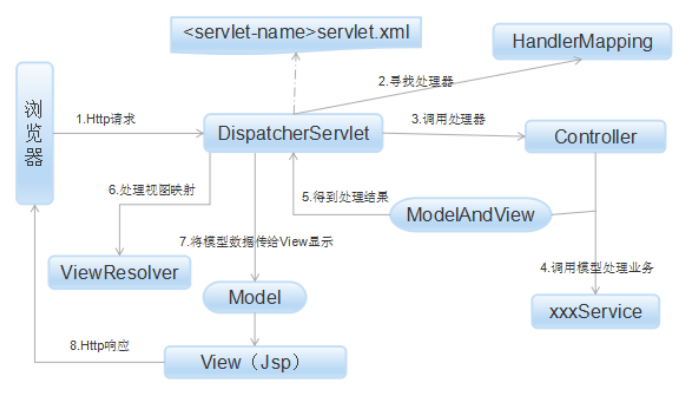 <servlet-name>servlet.xml
HandlerMapping
浏览器
1.Http请求
2.寻找处理器
DispatcherServlet
3.调用处理器
Controller
6.处理视图映射
5.得到处理结果
ModelAndView
7.将模型数据传给View显示
ViewResolver
4.调用模型处理业务
Model
xxxService
8.Http响应
View（Jsp）